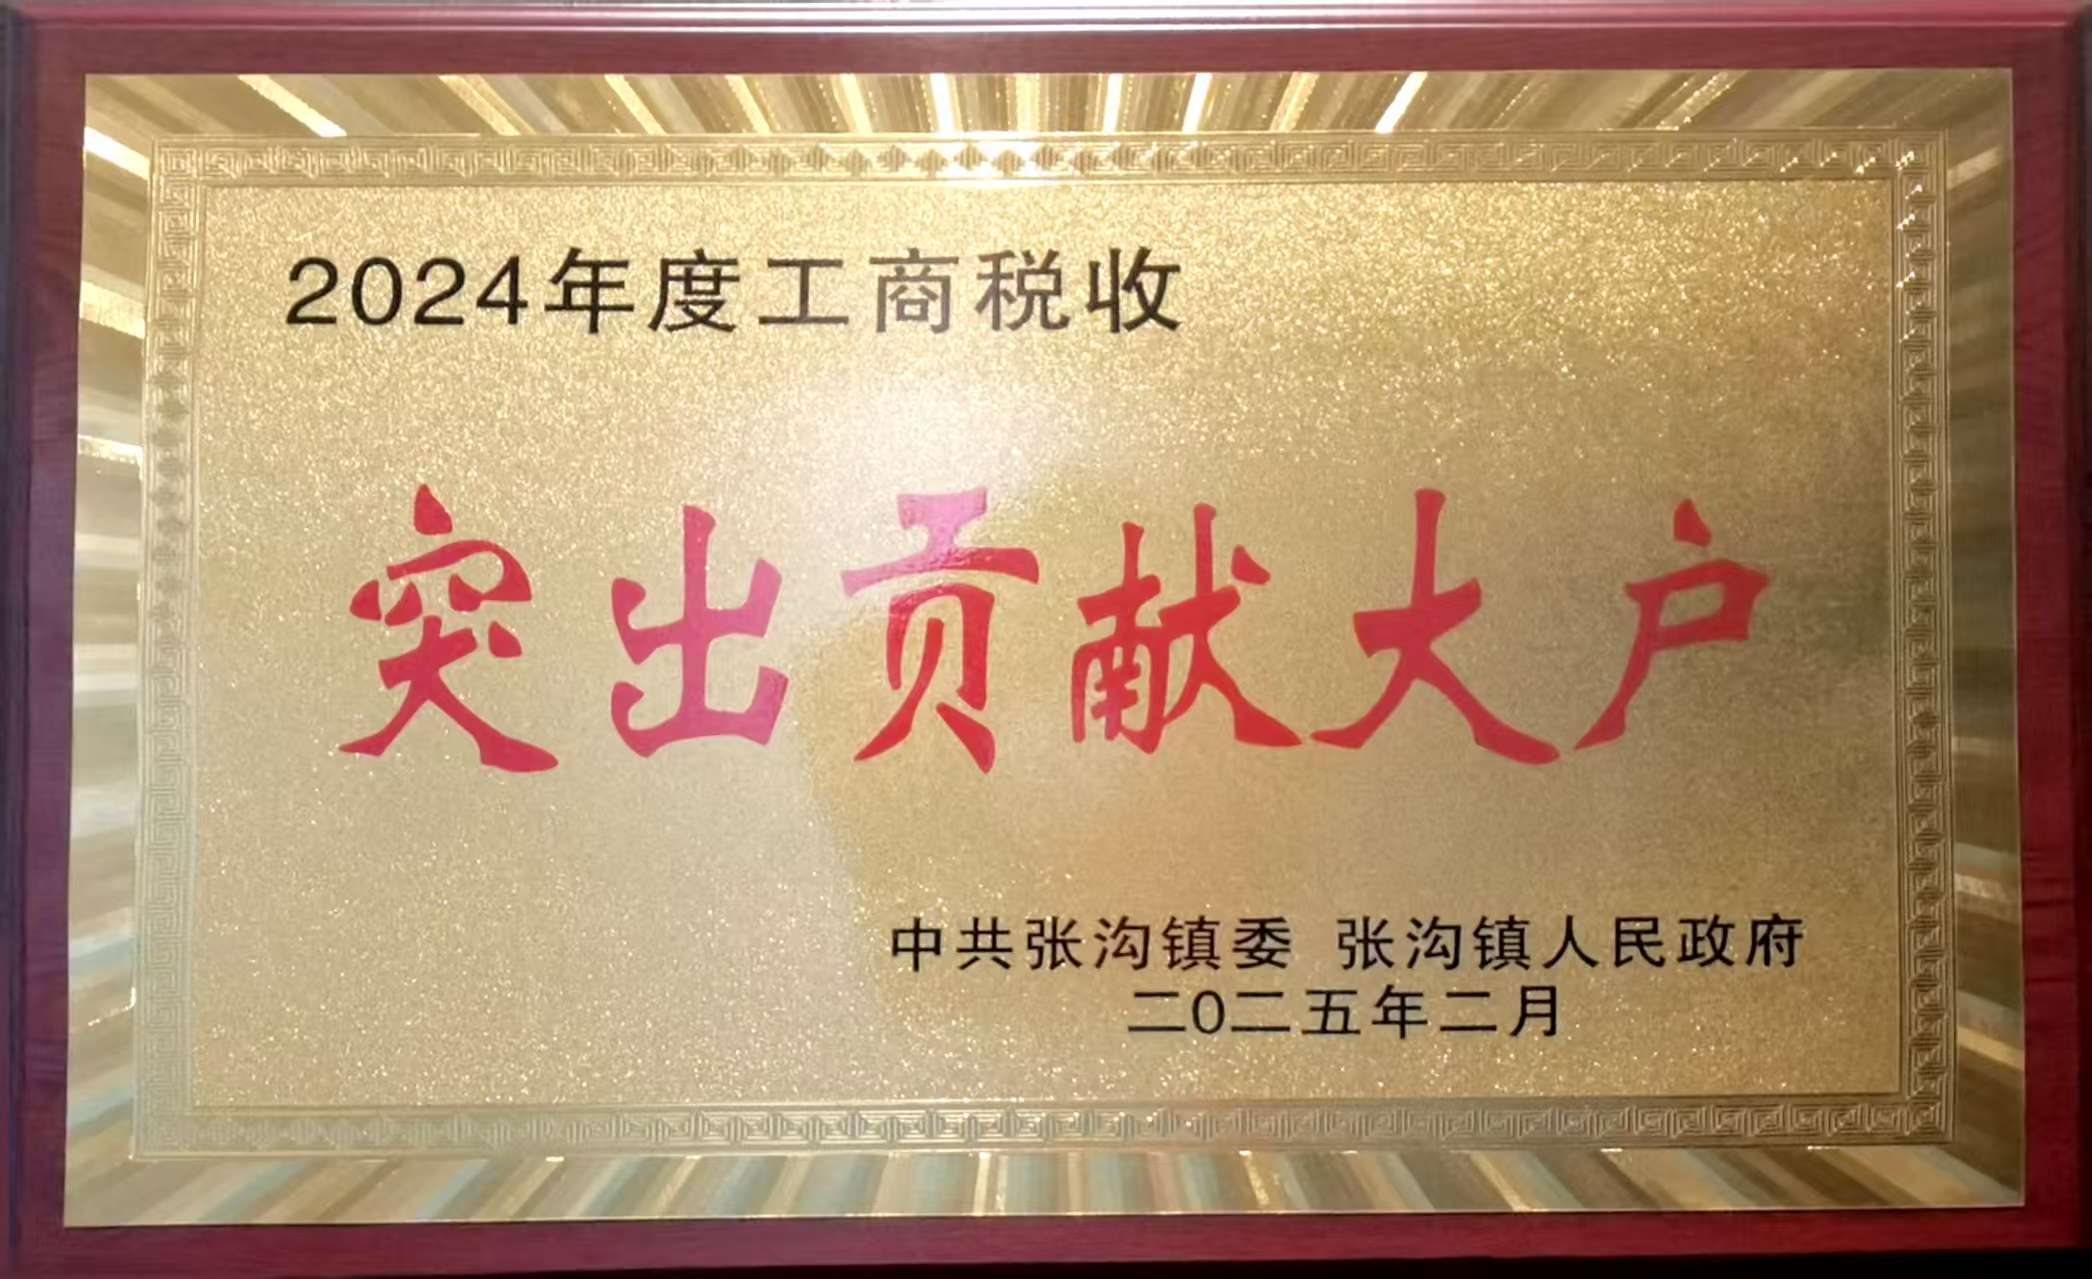 2024年度工商税收
突出贡献大户
中共张沟镇委 张沟镇人民政府
二0二五年二月